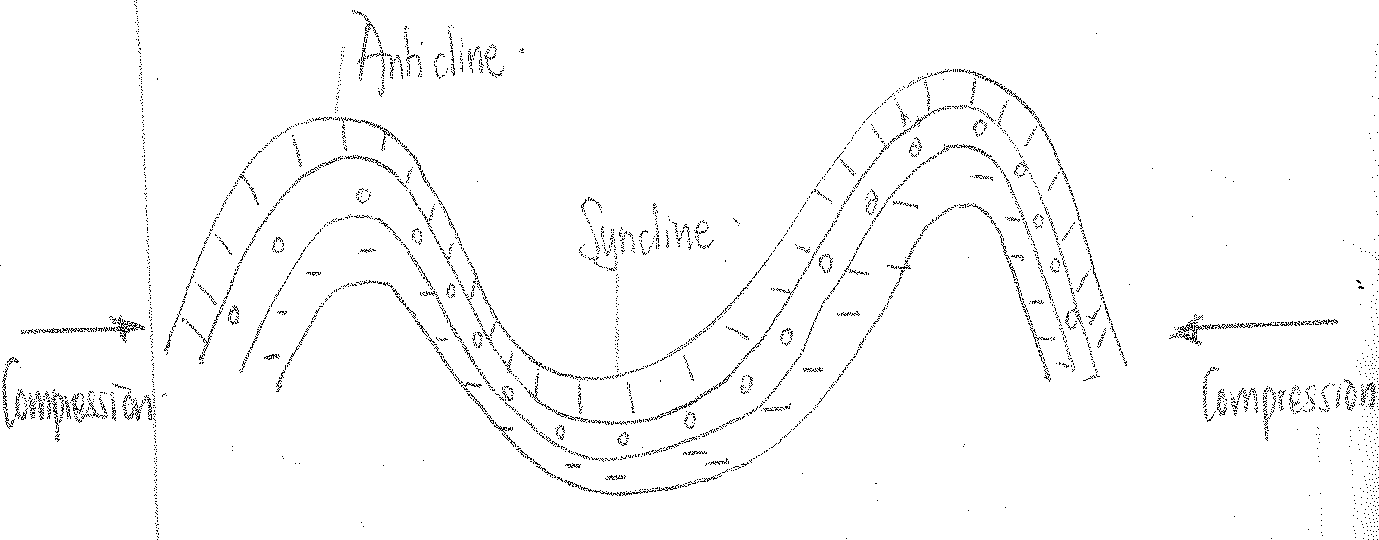 Anticline.
Syncline.
Compression
Compression